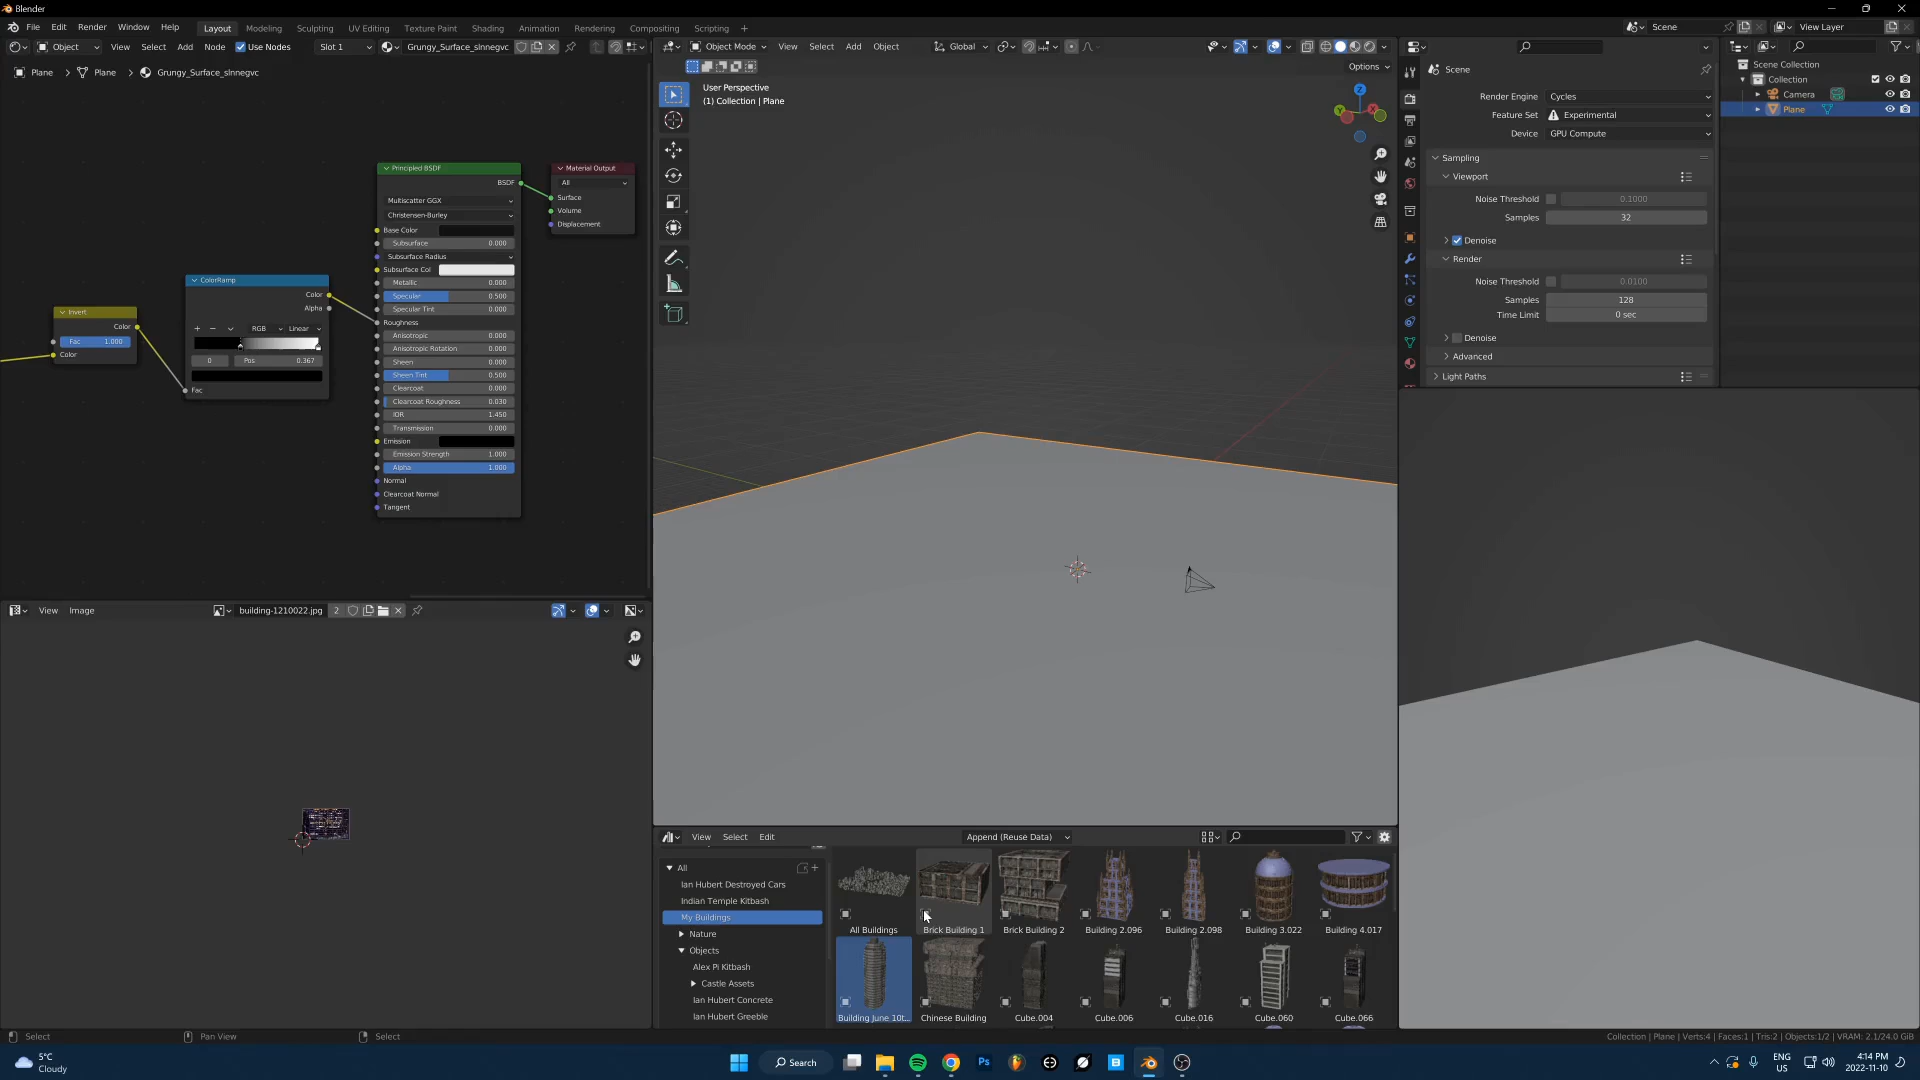 Blender
File Edit Render Window Help Layout Modeling Sculpting UV Editing Texture Paint Shading Animation Rendering Compositing Scripting + Scene View Layer
Object View Select Add Node Use Nodes Slot 1 Grungy_Surface_slnnegvc
Plane > Plane > Grungy_Surface_slnnegvc
Principled BSDF
BSDF
Multiscatter GGX
Christensen-Burley
Base Color
Subsurface 0.000
Subsurface Radius
Subsurface Col
Metallic 0.000
Specular 0.500
Specular Tint 0.000
Roughness
Anisotropic 0.000
Anisotropic Rotation 0.000
Sheen 0.000
Sheen Tint 0.500
Clearcoat 0.000
Clearcoat Roughness 0.030
IOR 1.450
Transmission 0.000
Emission
Emission Strength 1.000
Alpha 1.000
Normal
Clearcoat Normal
Tangent
Material Output
All
Surface
Volume
Displacement
ColorRamp
Color
Alpha
RGB Linear
0 Pos 0.367
Fac
Invert
Color
Fac 1.000
Color
Object Mode View Select Add Object Global
Options
User Perspective
(1) Collection | Plane
Z
Y
X
Scene
Render Engine Cycles
Feature Set Experimental
Device GPU Compute
Sampling
Viewport
Noise Threshold 0.1000
Samples 32
Denoise
Render
Noise Threshold 0.0100
Samples 128
Time Limit 0 sec
Denoise
Advanced
Light Paths
Scene Collection
Collection
Camera
Plane
View Image building-1210022.jpg 2
View Select Edit Append (Reuse Data)
All
Ian Hubert Destroyed Cars
Indian Temple Kitbash
My Buildings
Nature
Objects
Alex Pi Kitbash
Castle Assets
Ian Hubert Concrete
Ian Hubert Greeble
All Buildings Brick Building 1 Brick Building 2 Building 2.096 Building 2.098 Building 3.022 Building 4.017
Building June 10t... Chinese Building Cube.004 Cube.006 Cube.016 Cube.060 Cube.066
Select Pan View Select
Collection | Plane | Verts:4 | Faces:1 | Tris:2 | Objects:1/2 | VRAM: 2.1/24.0 GiB
5°C
Cloudy
Search
Ps
ENG
US
4:14 PM
2022-11-10